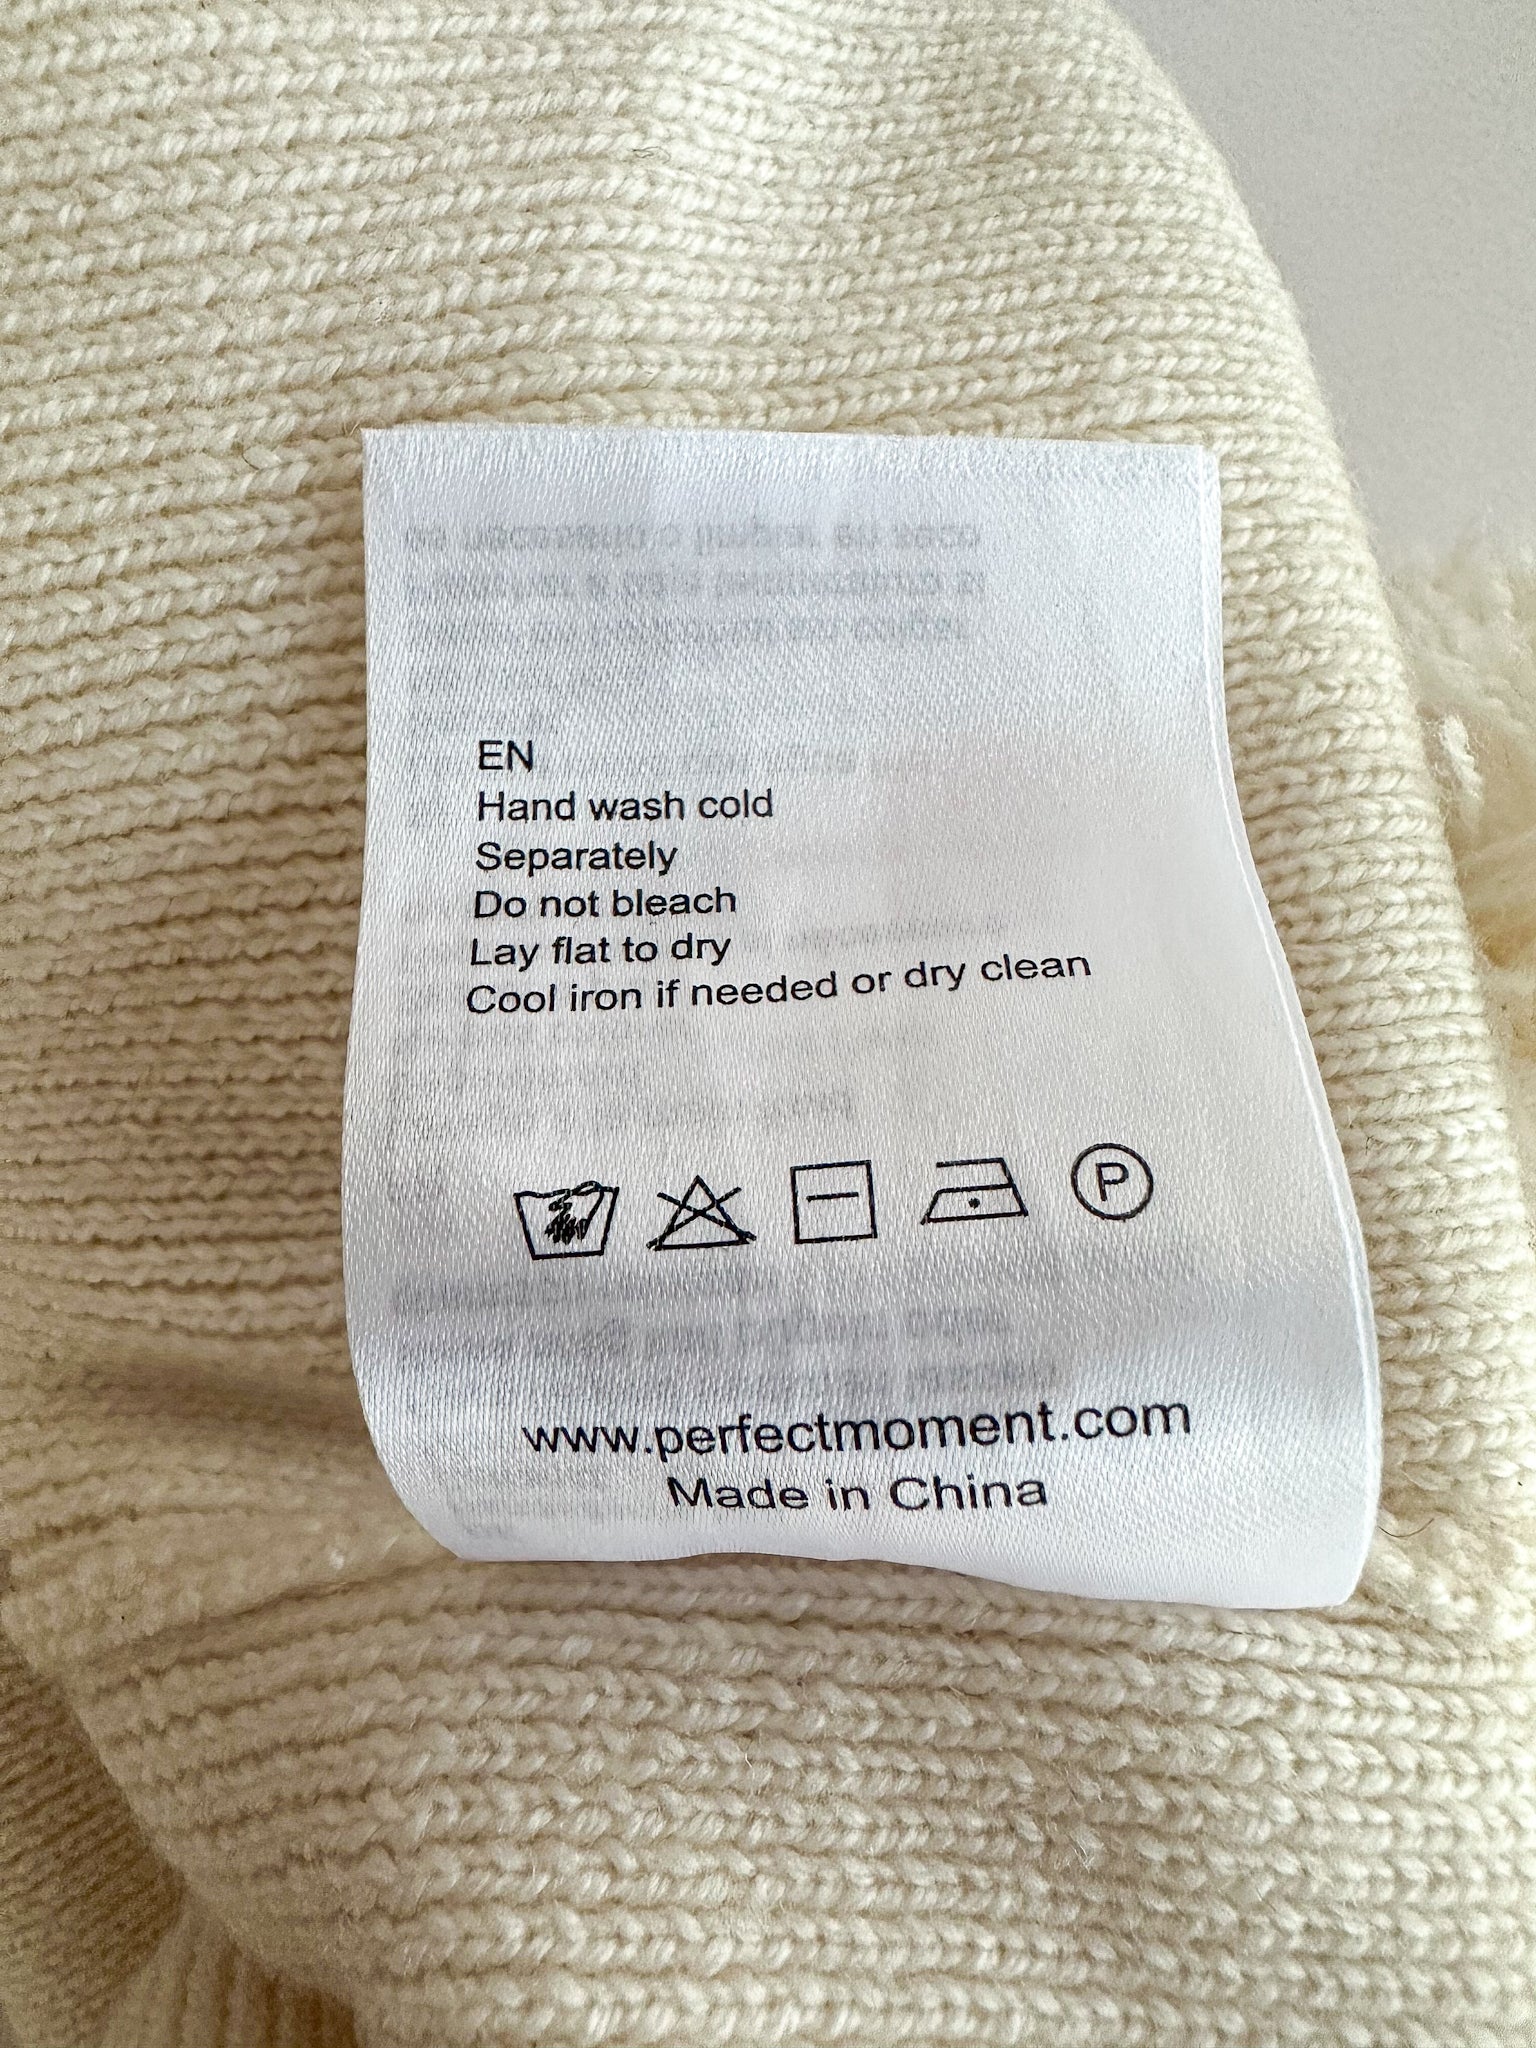 EN
Hand wash cold
Separately
Do not bleach
Lay flat to dry
Cool iron if needed or dry clean
P
www.perfectmoment.com
Made in China